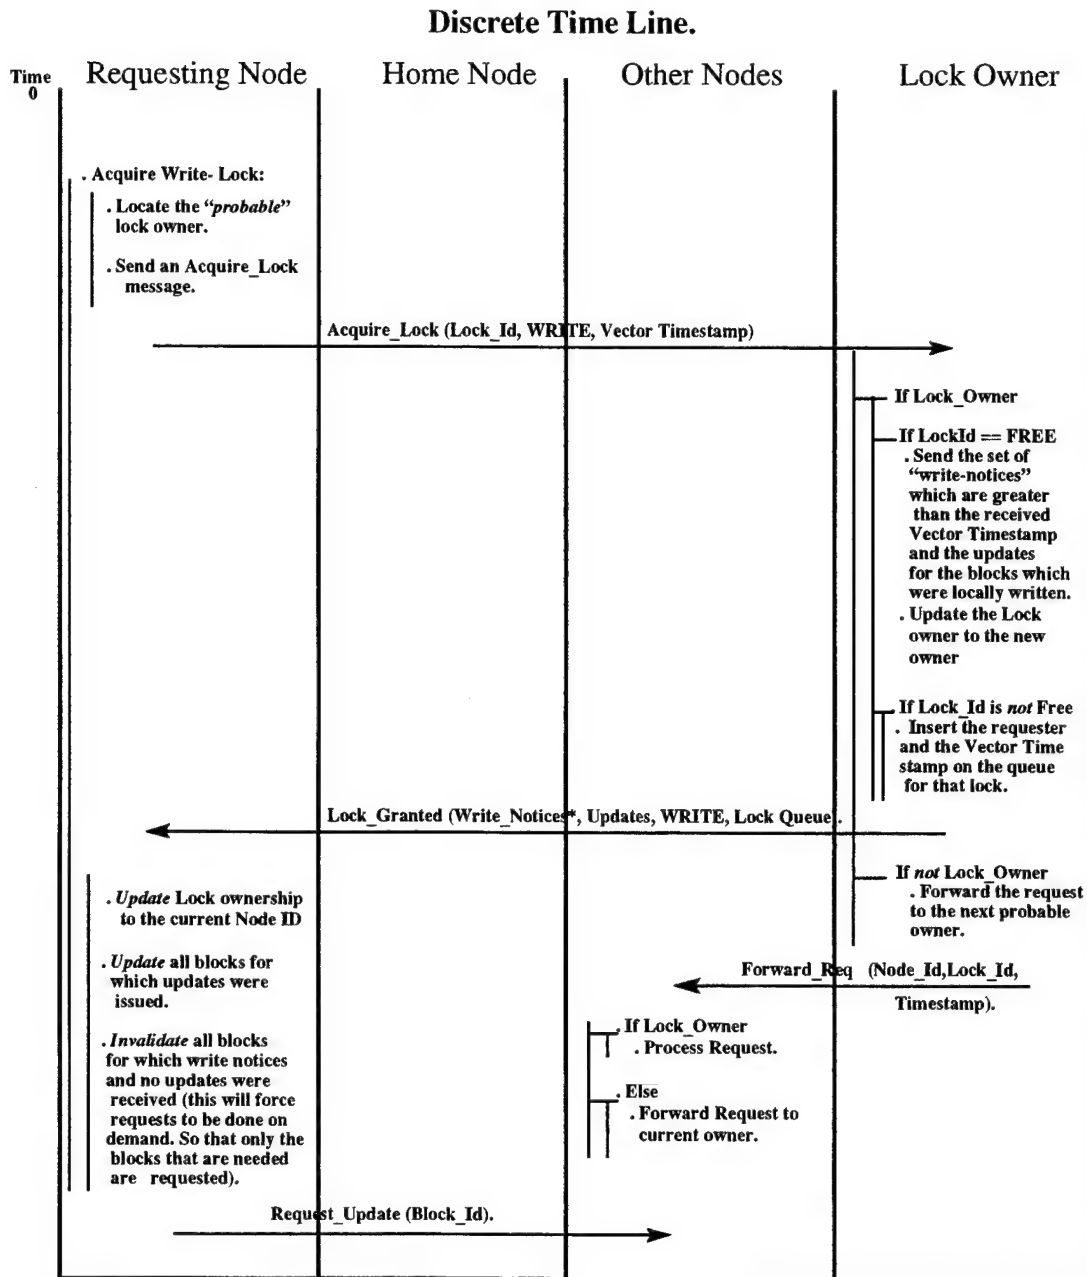 Discrete Time Line.
Time
0
Requesting Node
Home Node
Other Nodes
Lock Owner
. Acquire Write- Lock:
. Locate the “probable”
lock owner.
. Send an Acquire_Lock
message.
Acquire_Lock (Lock_Id, WRITE, Vector Timestamp)
If Lock_Owner
If LockId == FREE
. Send the set of
“write-notices”
which are greater
than the received
Vector Timestamp
and the updates
for the blocks which
were locally written.
. Update the Lock
owner to the new
owner
If Lock_Id is not Free
. Insert the requester
and the Vector Time
stamp on the queue
for that lock.
Lock_Granted (Write_Notices*, Updates, WRITE, Lock Queue).
If not Lock_Owner
. Forward the request
to the next probable
owner.
. Update Lock ownership
to the current Node ID
. Update all blocks for
which updates were
issued.
. Invalidate all blocks
for which write notices
and no updates were
received (this will force
requests to be done on
demand. So that only the
blocks that are needed
are requested).
Forward_Req (Node_Id,Lock_Id,
Timestamp).
. If Lock_Owner
. Process Request.
. Else
. Forward Request to
current owner.
Request_Update (Block_Id).